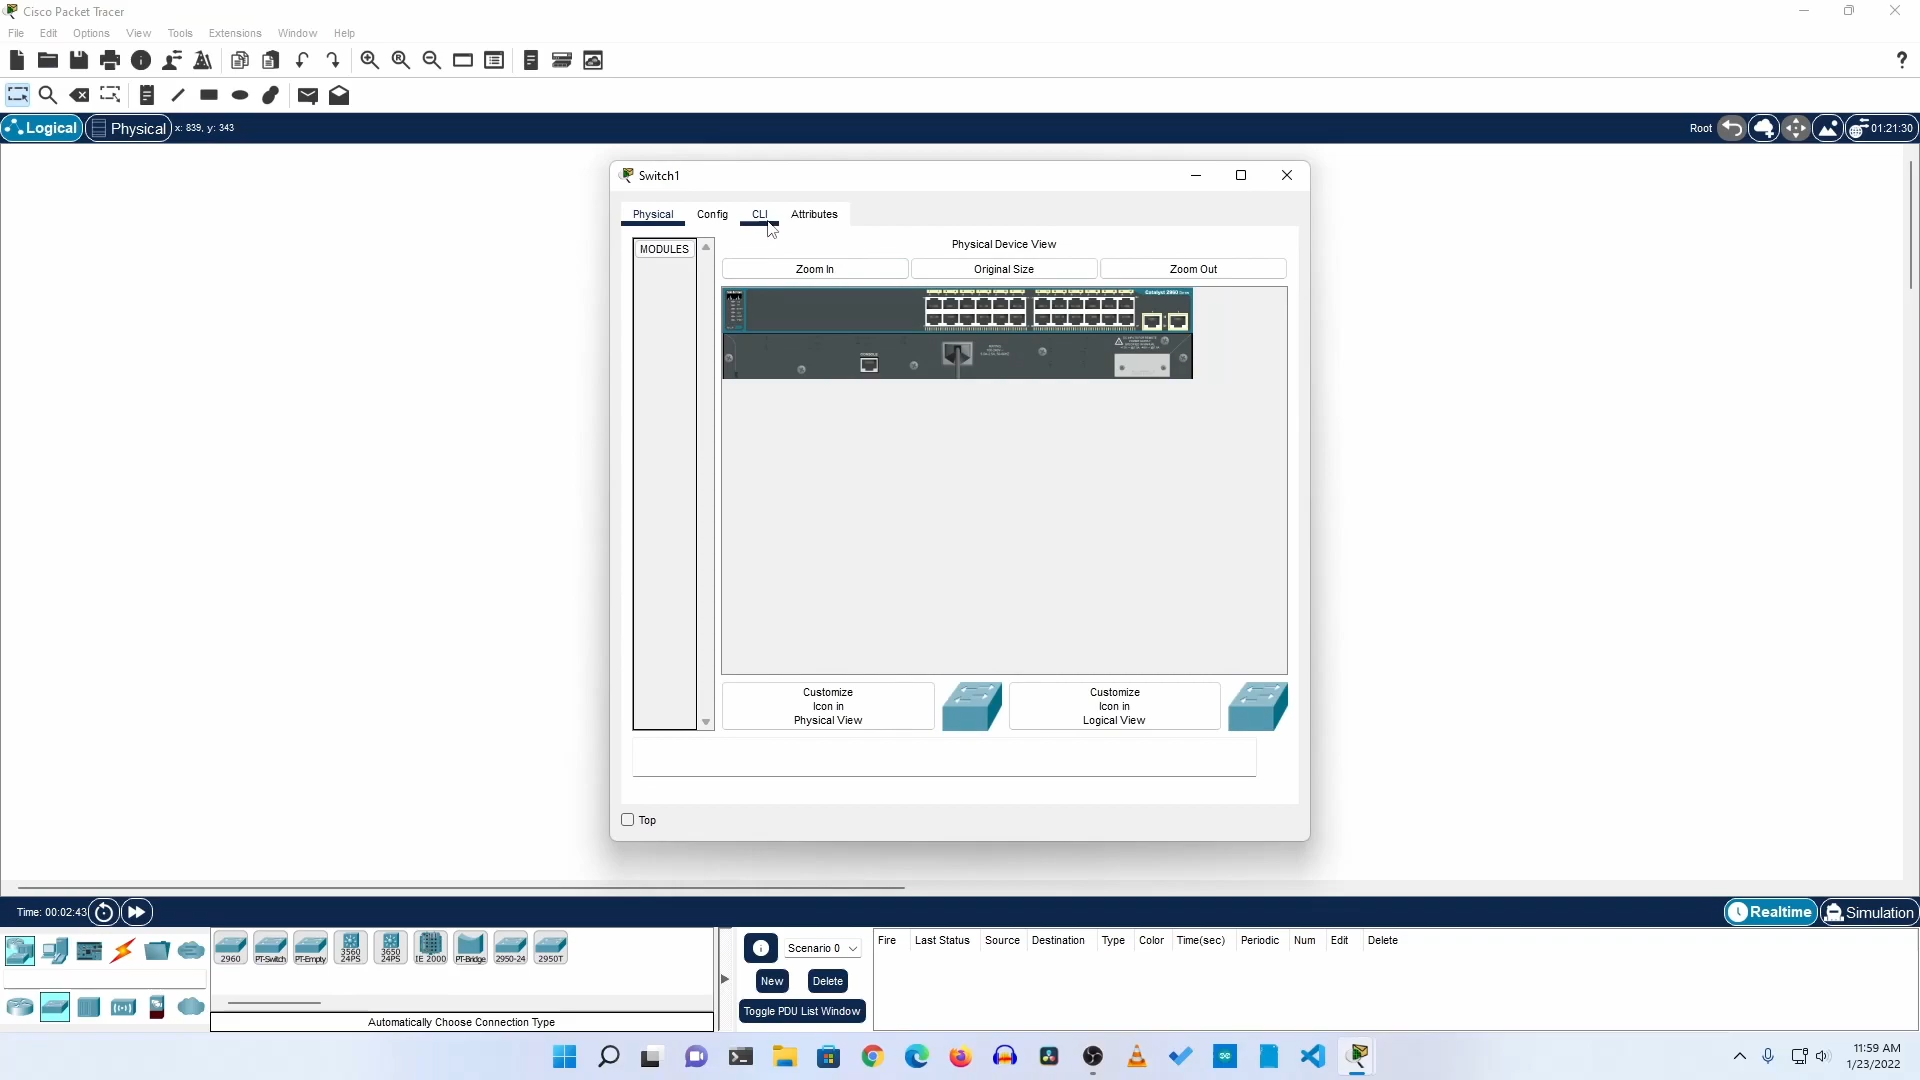 Cisco Packet Tracer
File Edit Options View Tools Extensions Window Help
Logical Physical x: 839, y: 343 Root 01:21:30
Switch1
Physical Config CLI Attributes
MODULES
Physical Device View
Zoom In Original Size Zoom Out
CONSOLE
Customize
Icon in
Physical View
Customize
Icon in
Logical View
Top
Time: 00:02:43 Realtime Simulation
2960 PT-Switch PT-Empty 3560 24PS 3650 24PS IE 2000 PT-Bridge 2950-24 2950T
Automatically Choose Connection Type
Scenario 0
New Delete
Toggle PDU List Window
Fire Last Status Source Destination Type Color Time(sec) Periodic Num Edit Delete
11:59 AM
1/23/2022